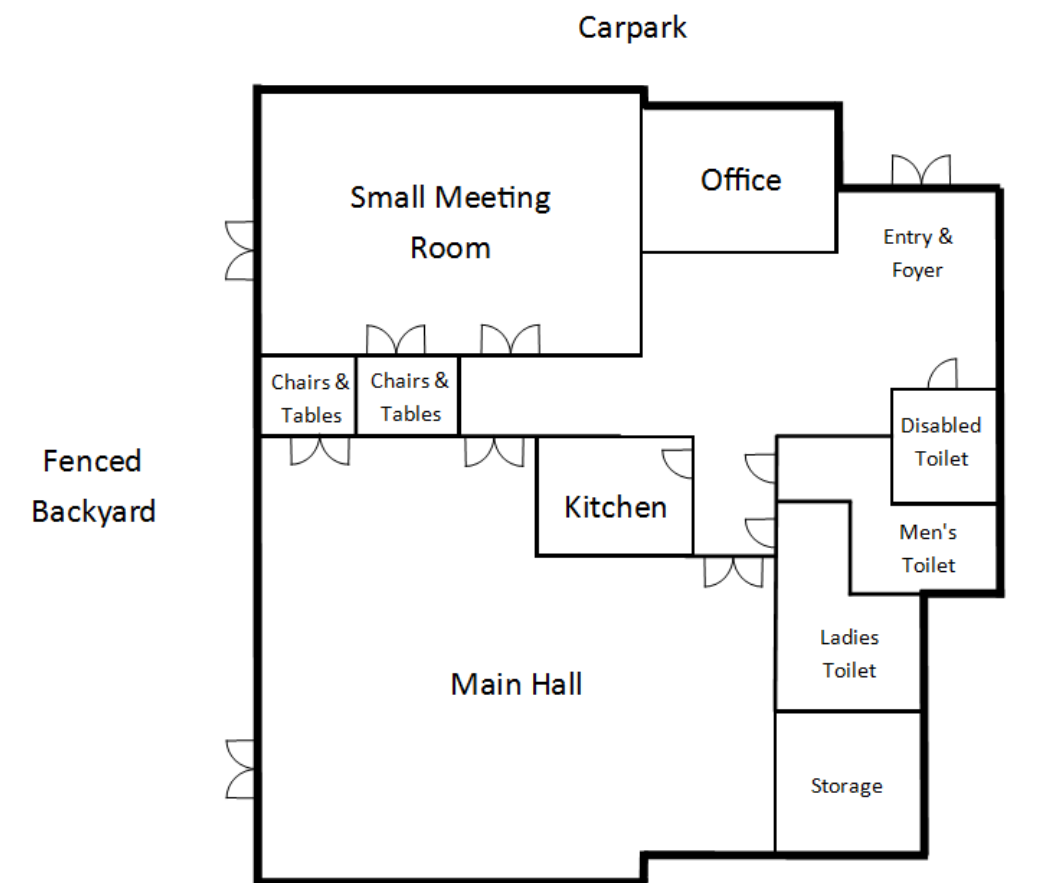 Carpark
Small Meeting
Room
Office
Entry &
Foyer
Chairs &
Tables
Chairs &
Tables
Fenced
Backyard
Disabled
Toilet
Kitchen
Men's
Toilet
Main Hall
Ladies
Toilet
Storage